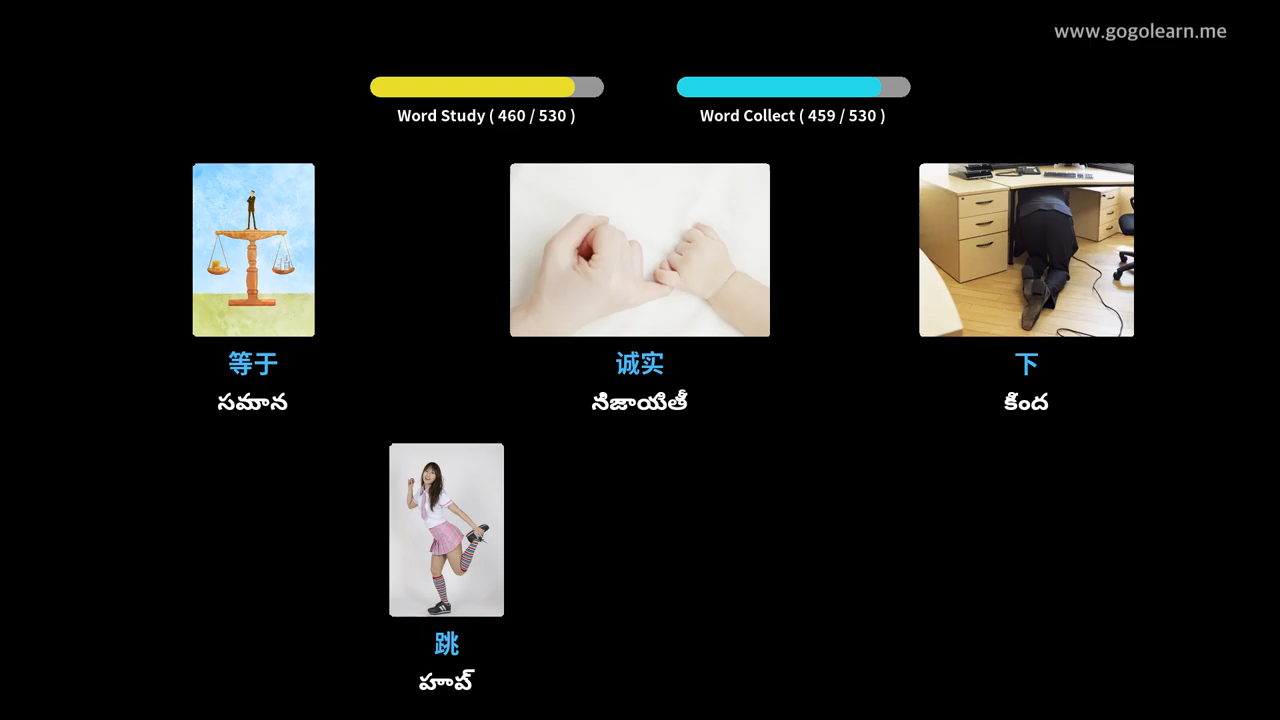 www.gogolearn.me
Word Study ( 460 / 530 )
Word Collect ( 459 / 530 )
等于
诚实
下
సమాన
నిజాయితీ
కింద
跳
హాప్